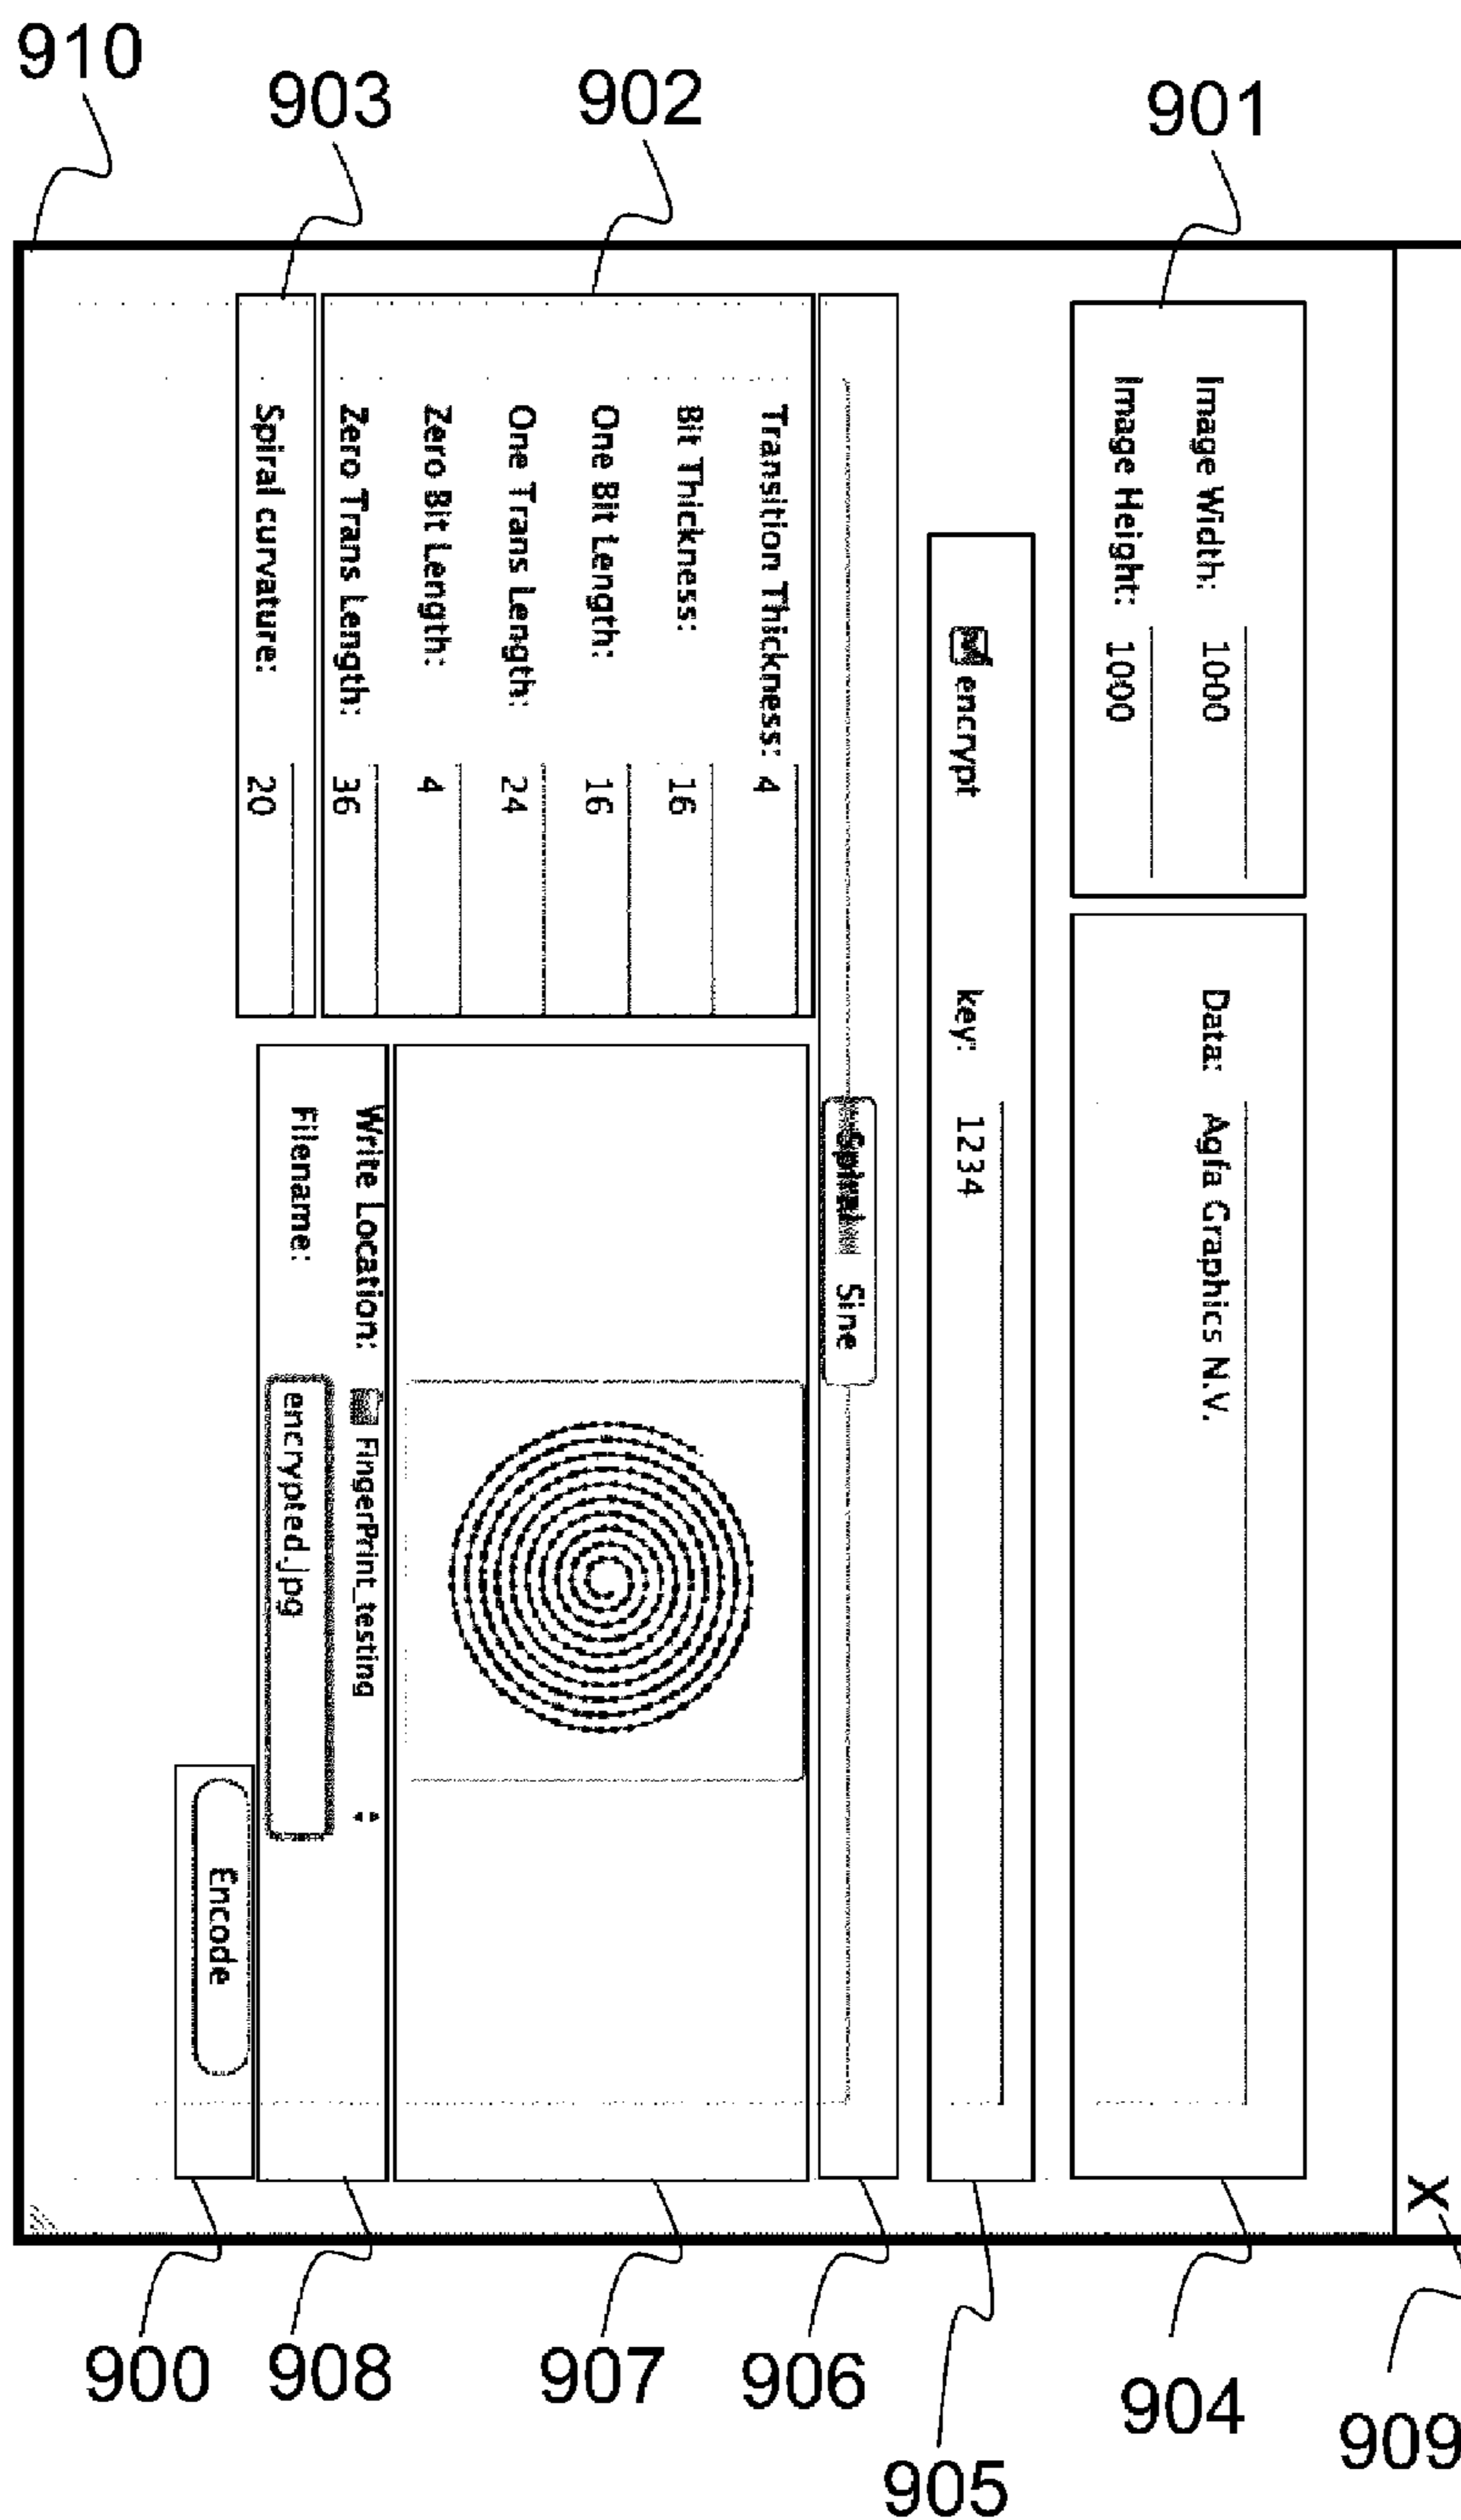 910
903
902
901
X
Image Width: 1000
Image Height: 1000
Data: Agfa Graphics N.V.
encrypt key: 1234
Spiral Sine
Transition Thickness: 4
Bit Thickness: 16
One Bit Length: 16
One Trans Length: 24
Zero Bit Length: 4
Zero Trans Length: 36
Spiral curvature: 20
Write Location: FingerPrint_testing
Filename: encrypted.jpg
Encode
900
908
907
906
905
904
909